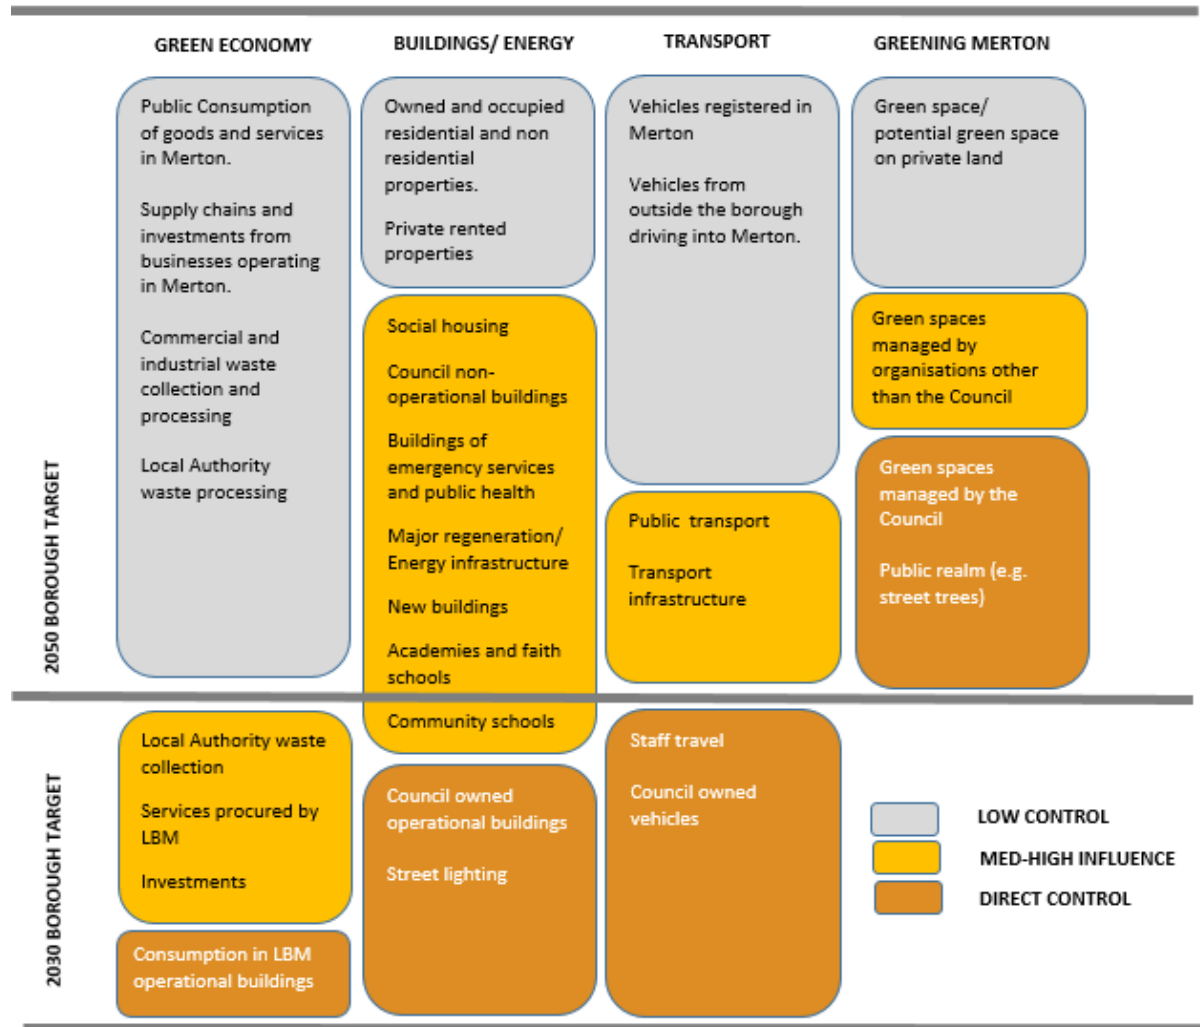 GREEN ECONOMY
BUILDINGS/ ENERGY
TRANSPORT
GREENING MERTON
2050 BOROUGH TARGET
Public Consumption
of goods and services
in Merton.
Supply chains and
investments from
businesses operating
in Merton.
Commercial and
industrial waste
collection and
processing
Local Authority
waste processing
Owned and occupied
residential and non
residential
properties.
Private rented
properties
Social housing
Council non-
operational buildings
Buildings of
emergency services
and public health
Major regeneration/
Energy infrastructure
New buildings
Academies and faith
schools
Community schools
Vehicles registered in
Merton
Vehicles from
outside the borough
driving into Merton.
Public  transport
Transport
infrastructure
Green space/
potential green space
on private land
Green spaces
managed by
organisations other
than the Council
Green spaces
managed by the
Council
Public realm (e.g.
street trees)
2030 BOROUGH TARGET
Local Authority waste
collection
Services procured by
LBM
Investments
Consumption in LBM
operational buildings
Council owned
operational buildings
Street lighting
Staff travel
Council owned
vehicles
LOW CONTROL
MED-HIGH INFLUENCE
DIRECT CONTROL